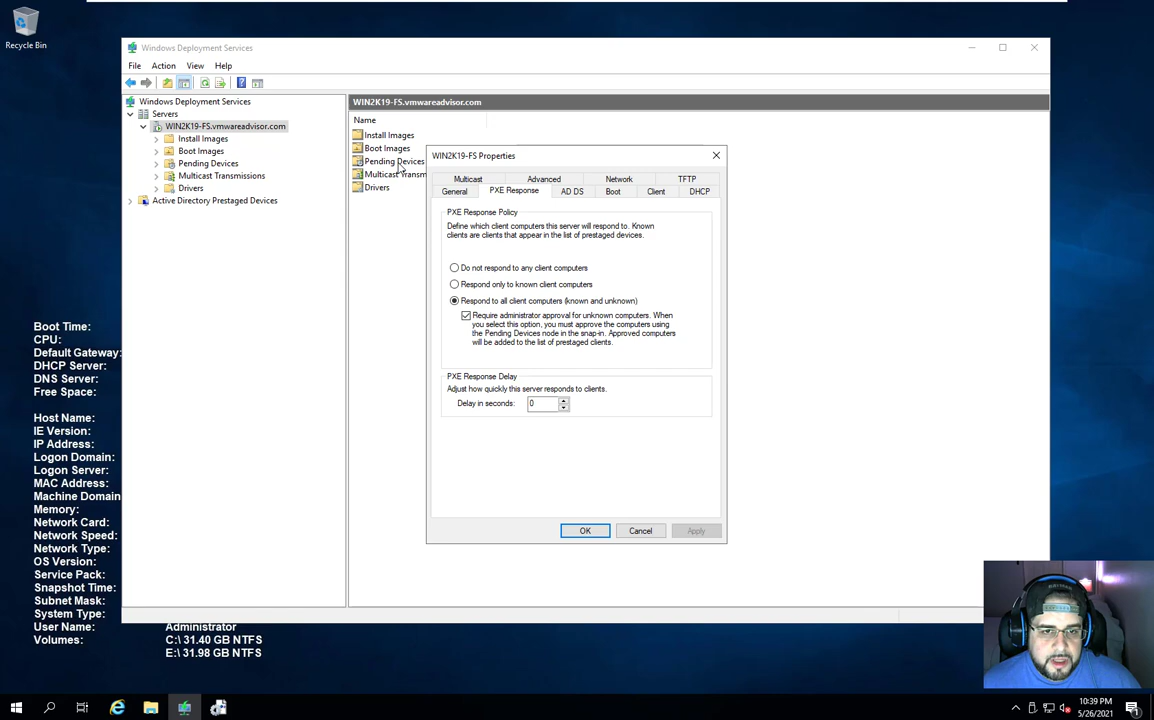 Recycle Bin
Windows Deployment Services
File Action View Help
Windows Deployment Services
Servers
WIN2K19-FS.vmwareadvisor.com
Install Images
Boot Images
Pending Devices
Multicast Transmissions
Drivers
Active Directory Prestaged Devices
WIN2K19-FS.vmwareadvisor.com
Name
Install Images
Boot Images
Pending Devices
Multicast Transm
Drivers
WIN2K19-FS Properties
Multicast Advanced Network TFTP
General PXE Response AD DS Boot Client DHCP
PXE Response Policy
Define which client computers this server will respond to. Known
clients are clients that appear in the list of prestaged devices.
Do not respond to any client computers
Respond only to known client computers
Respond to all client computers (known and unknown)
Require administrator approval for unknown computers. When
you select this option, you must approve the computers using
the Pending Devices node in the snap-in. Approved computers
will be added to the list of prestaged clients.
PXE Response Delay
Adjust how quickly this server responds to clients.
Delay in seconds: 0
OK Cancel Apply
Boot Time:
CPU:
Default Gateway:
DHCP Server:
DNS Server:
Free Space:
Host Name:
IE Version:
IP Address:
Logon Domain:
Logon Server:
MAC Address:
Machine Domain
Memory:
Network Card:
Network Speed:
Network Type:
OS Version:
Service Pack:
Snapshot Time:
Subnet Mask:
System Type:
User Name: Administrator
Volumes: C:\ 31.40 GB NTFS
E:\ 31.98 GB NTFS
10:39 PM
5/26/2021